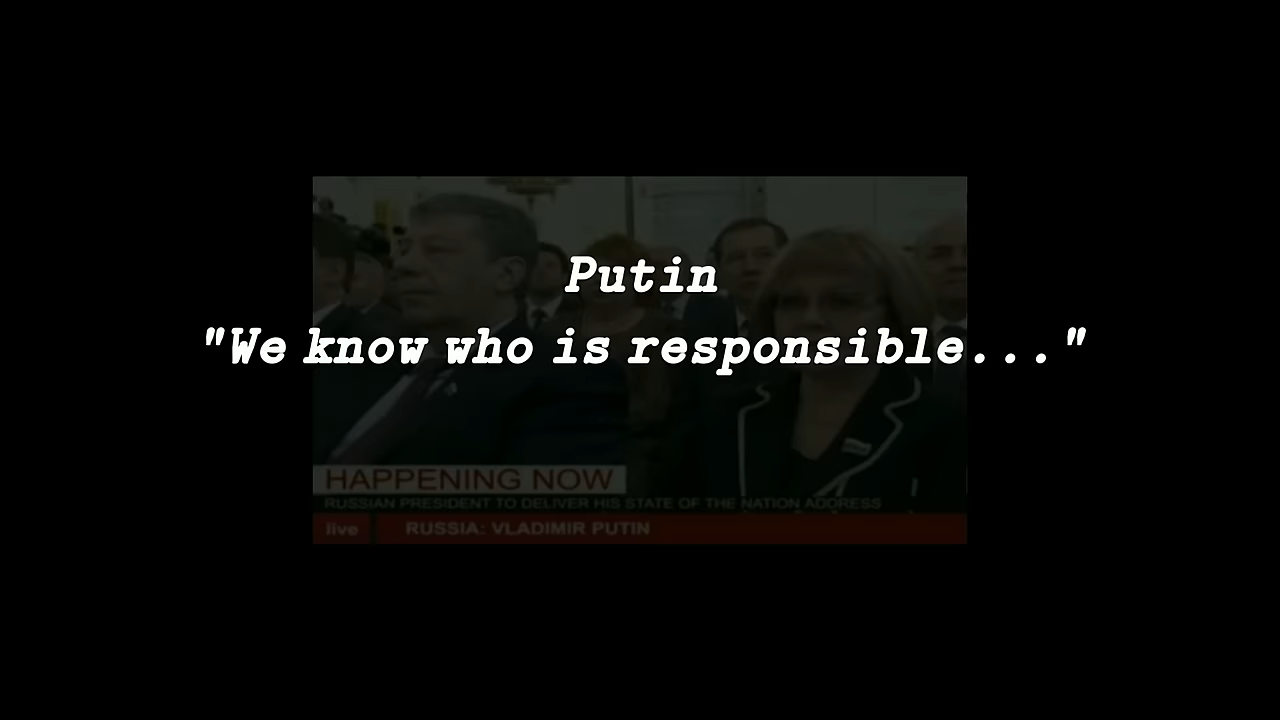 Putin
"We know who is responsible..."
HAPPENING NOW
RUSSIAN PRESIDENT TO DELIVER HIS STATE OF THE NATION ADDRESS
live
RUSSIA: VLADIMIR PUTIN